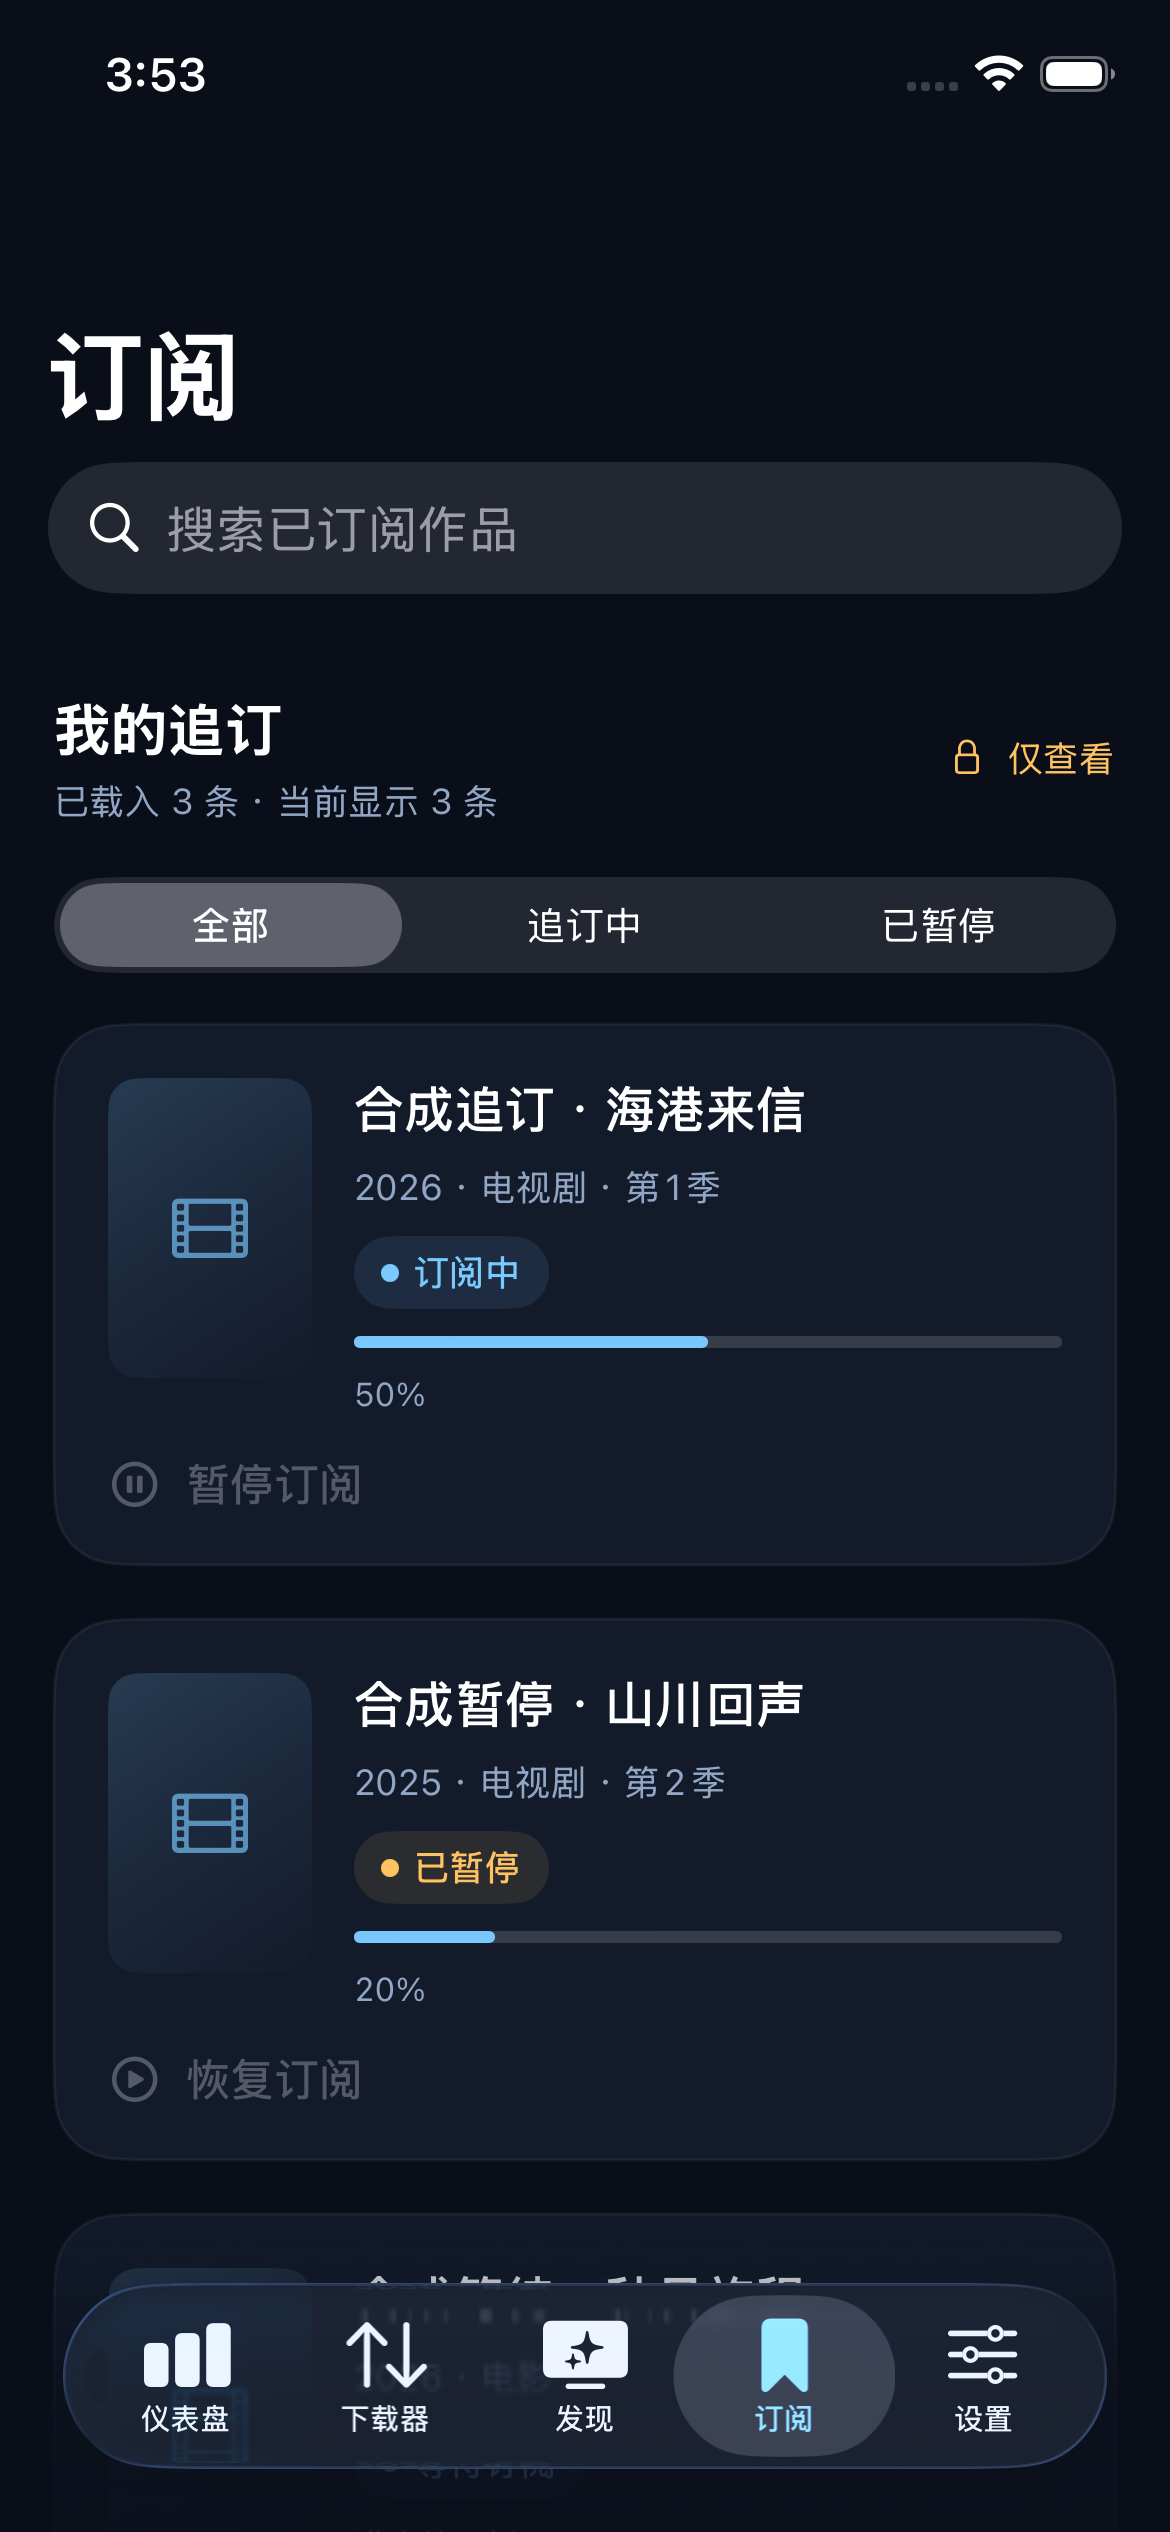 3:53
订阅
搜索已订阅作品
我的追订
仅查看
已载入 3 条 · 当前显示 3 条
全部 追订中 已暂停
合成追订 · 海港来信
2026 · 电视剧 · 第1季
订阅中
50%
暂停订阅
合成暂停 · 山川回声
2025 · 电视剧 · 第2季
已暂停
20%
恢复订阅
仪表盘 下载器 发现 订阅 设置